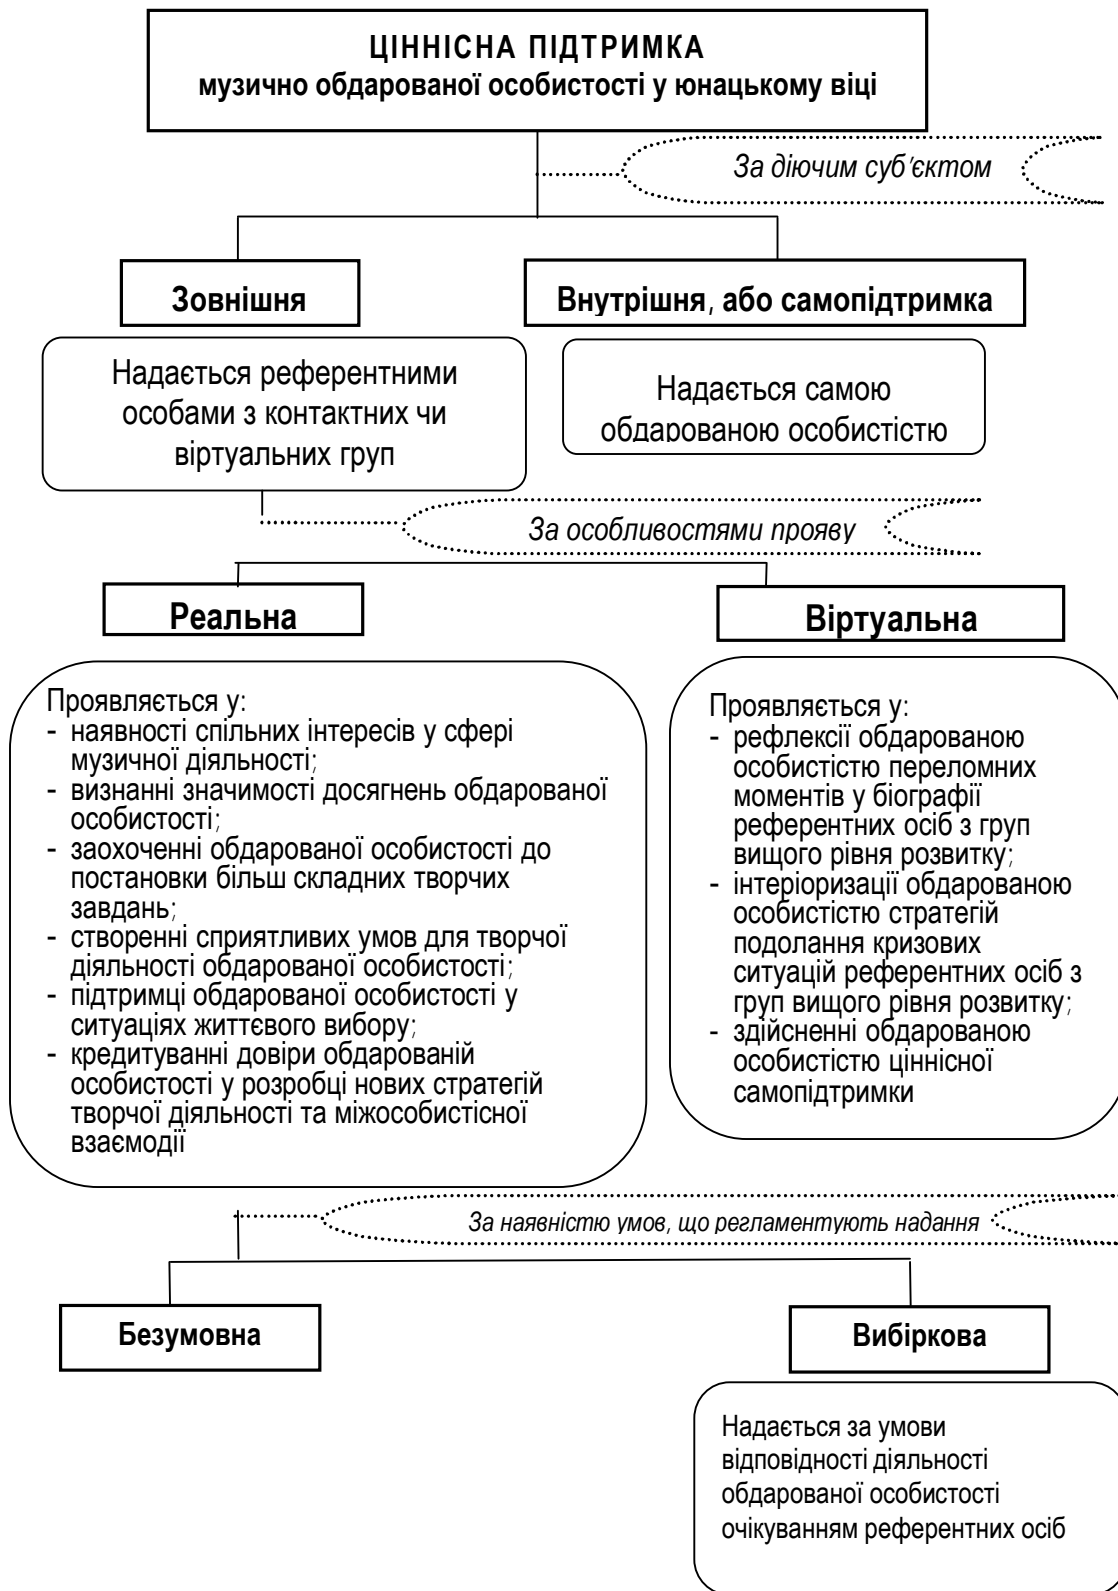 ЦІННІСНА ПІДТРИМКА
музично обдарованої особистості у юнацькому віці
За діючим суб'єктом
Зовнішня
Внутрішня, або самопідтримка
Надається референтними
особами з контактних чи
віртуальних груп
Надається самою
обдарованою особистістю
За особливостями прояву
Реальна
Віртуальна
Проявляється у:
- наявності спільних інтересів у сфері
музичної діяльності;
- визнанні значимості досягнень обдарованої
особистості;
- заохоченні обдарованої особистості до
постановки більш складних творчих
завдань;
- створенні сприятливих умов для творчої
діяльності обдарованої особистості;
- підтримці обдарованої особистості у
ситуаціях життєвого вибору;
- кредитуванні довіри обдарованій
особистості у розробці нових стратегій
творчої діяльності та міжособистісної
взаємодії
Проявляється у:
- рефлексії обдарованою
особистістю переломних
моментів у біографії
референтних осіб з груп
вищого рівня розвитку;
- інтеріоризації обдарованою
особистістю стратегій
подолання кризових
ситуацій референтних осіб з
груп вищого рівня розвитку;
- здійсненні обдарованою
особистістю ціннісної
самопідтримки
За наявністю умов, що регламентують надання
Безумовна
Вибіркова
Надається за умови
відповідності діяльності
обдарованої особистості
очікуванням референтних осіб